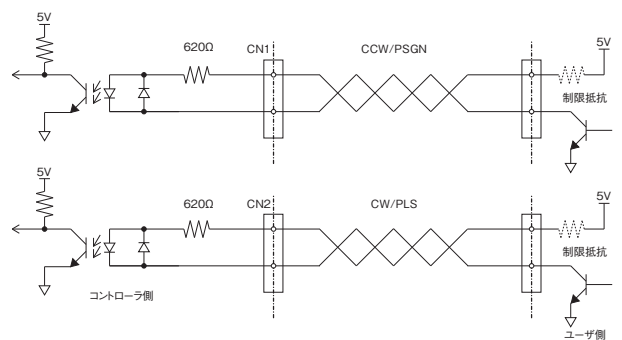 5V
620Ω
CN1
CCW/PSGN
5V
制限抵抗
5V
620Ω
CN2
CW/PLS
5V
制限抵抗
コントローラ側
ユーザ側